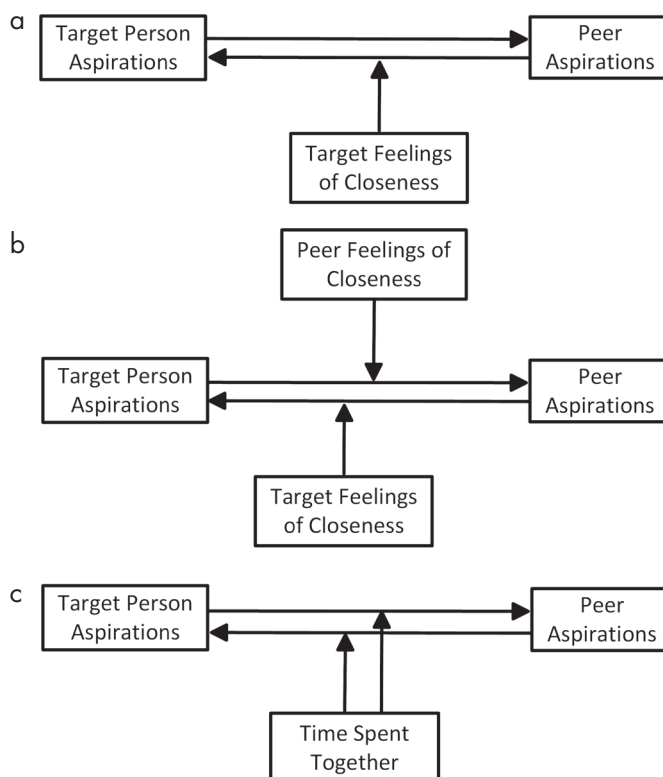 a
Target Person
Aspirations
Peer
Aspirations
Target Feelings
of Closeness
b
Peer Feelings of
Closeness
Target Person
Aspirations
Peer
Aspirations
Target Feelings
of Closeness
c
Target Person
Aspirations
Peer
Aspirations
Time Spent
Together